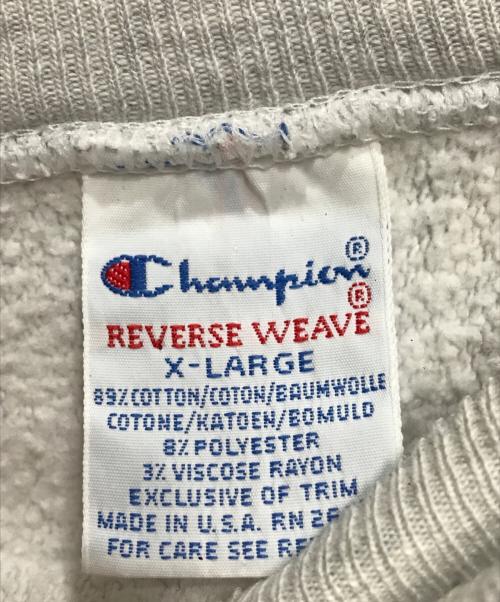 Champion®
®
REVERSE WEAVE
X-LARGE
89% COTTON/COTON/BAUMWOLLE
COTONE/KATOEN/BOMULD
8% POLYESTER
3% VISCOSE RAYON
EXCLUSIVE OF TRIM
MADE IN U.S.A. RN
FOR CARE SEE